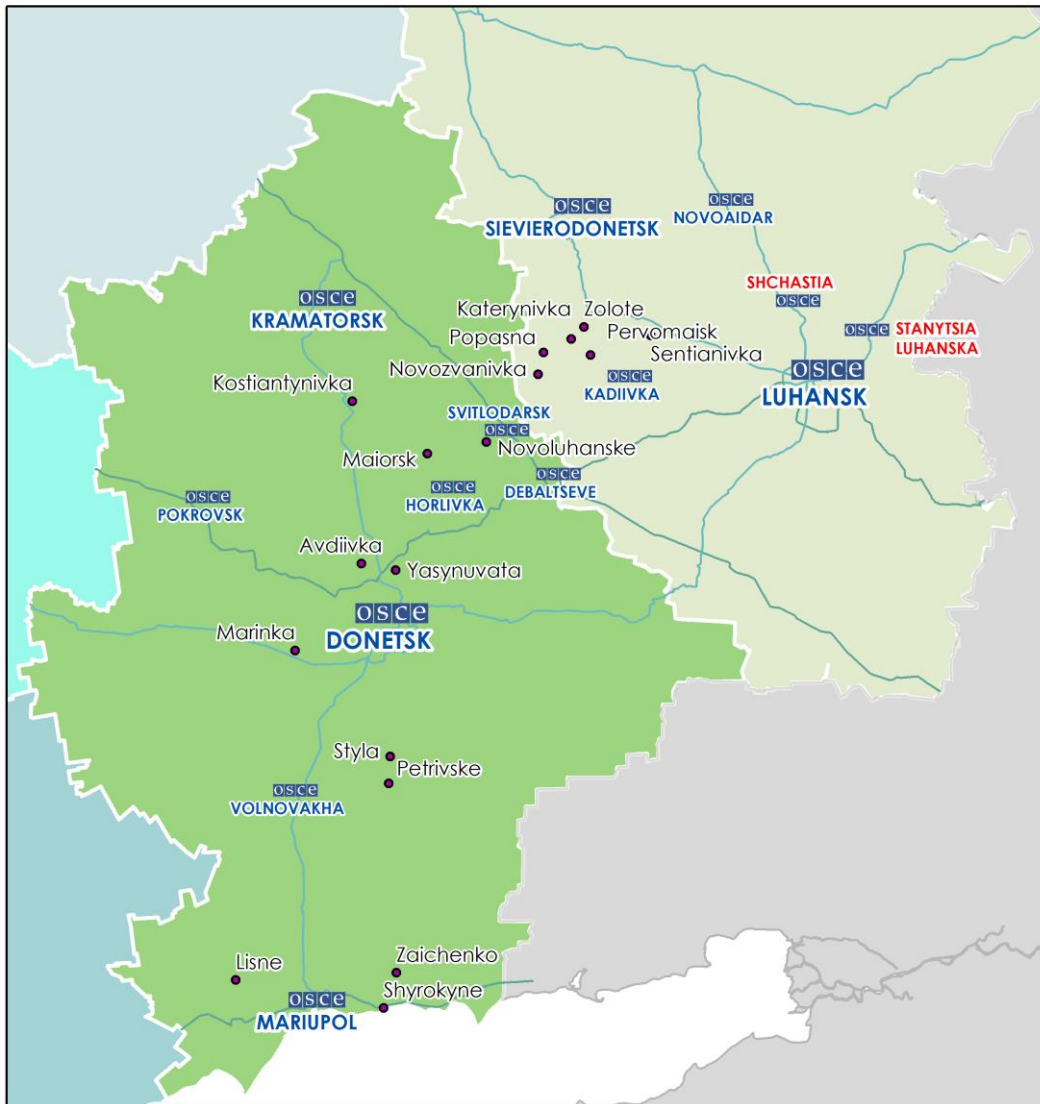 osce
SIEVIERODONETSK
osce
NOVOAIDAR
SHCHASTIA
osce
osce
KRAMATORSK
Katerynivka
Zolote
osce
STANYTSIA
LUHANSKA
Popasna
Pervomaisk
Sentianivka
Novozvanivka
osce
KADIIVKA
osce
LUHANSK
Kostiantynivka
SVITLODARSK
osce
Novoluhanske
Maiorsk
osce
HORLIVKA
osce
DEBALTSEVE
osce
POKROVSK
Avdiivka
Yasynuvata
osce
DONETSK
Marinka
Styla
Petrivske
osce
VOLNOVAKHA
Lisne
Zaichenko
osce
MARIUPOL
Shyrokyne